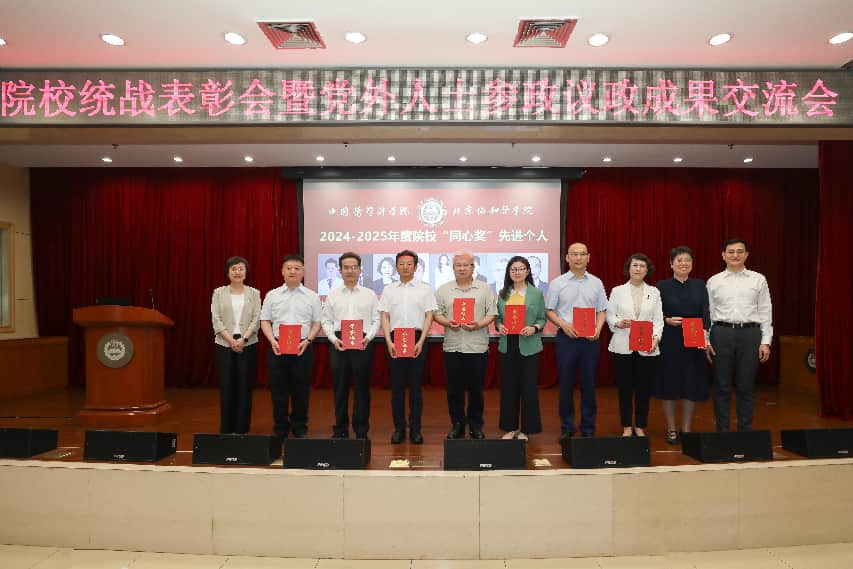 院校统战表彰会暨党外人士参政议政成果交流会
中国医学科学院 北京协和医学院
2024-2025年度院校“同心奖”先进个人